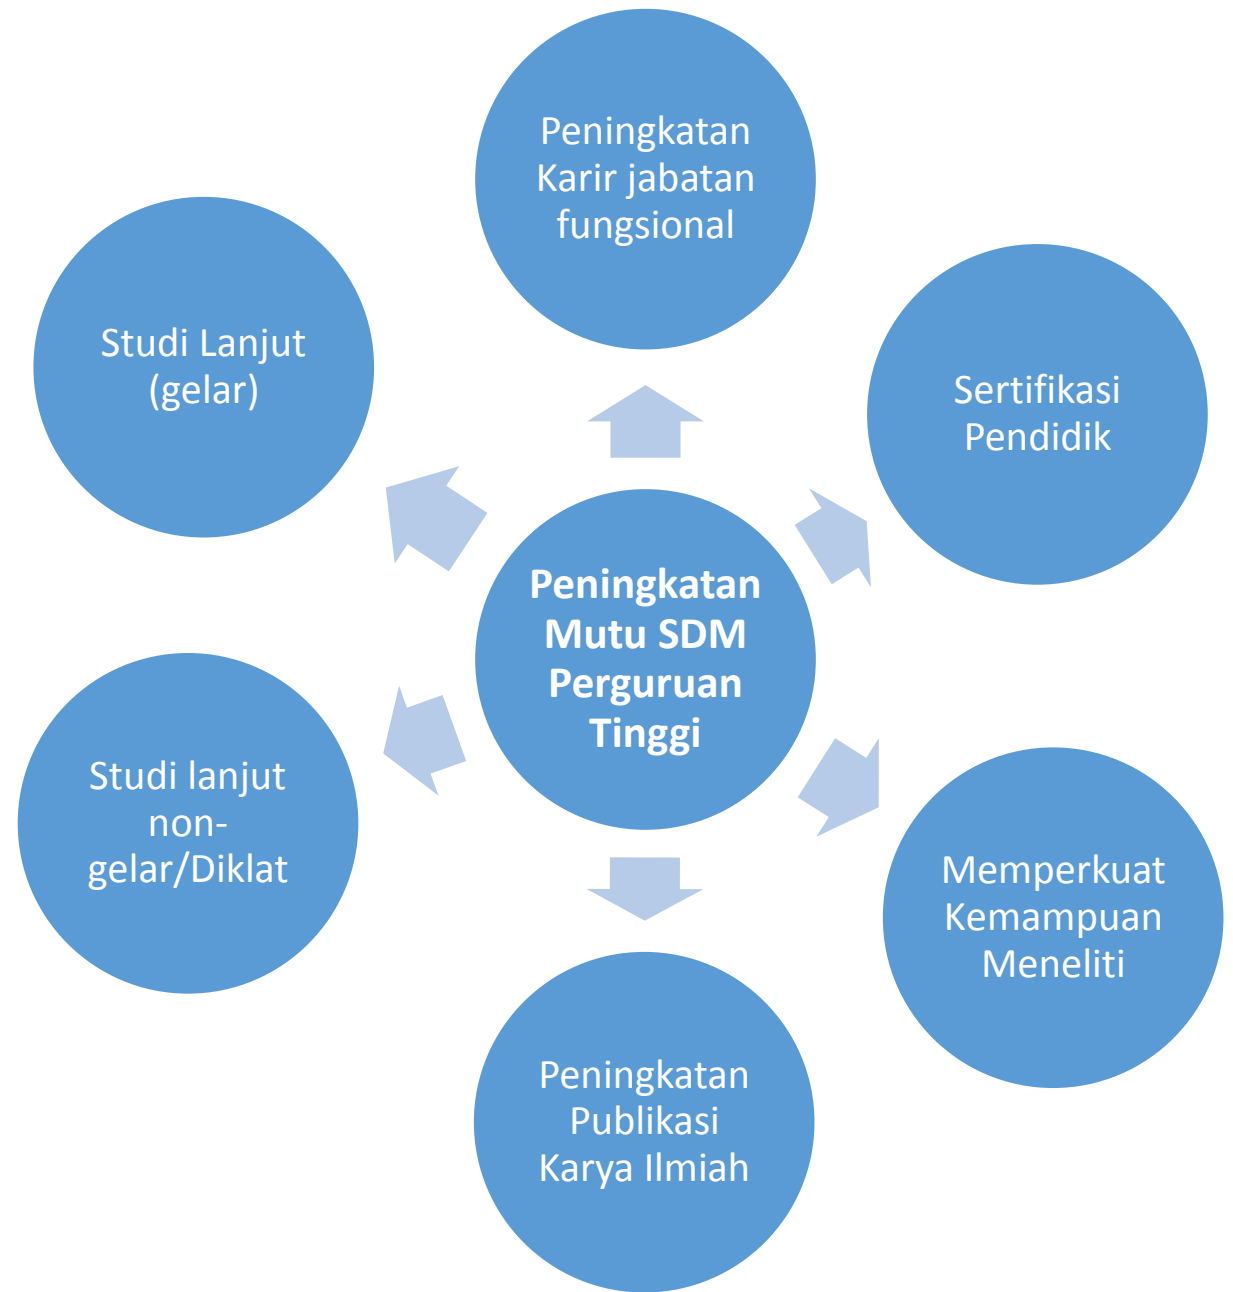 Peningkatan
Karir jabatan
fungsional
Studi Lanjut
(gelar)
Sertifikasi
Pendidik
Peningkatan
Mutu SDM
Perguruan
Tinggi
Studi lanjut
non-
gelar/Diklat
Memperkuat
Kemampuan
Meneliti
Peningkatan
Publikasi
Karya Ilmiah